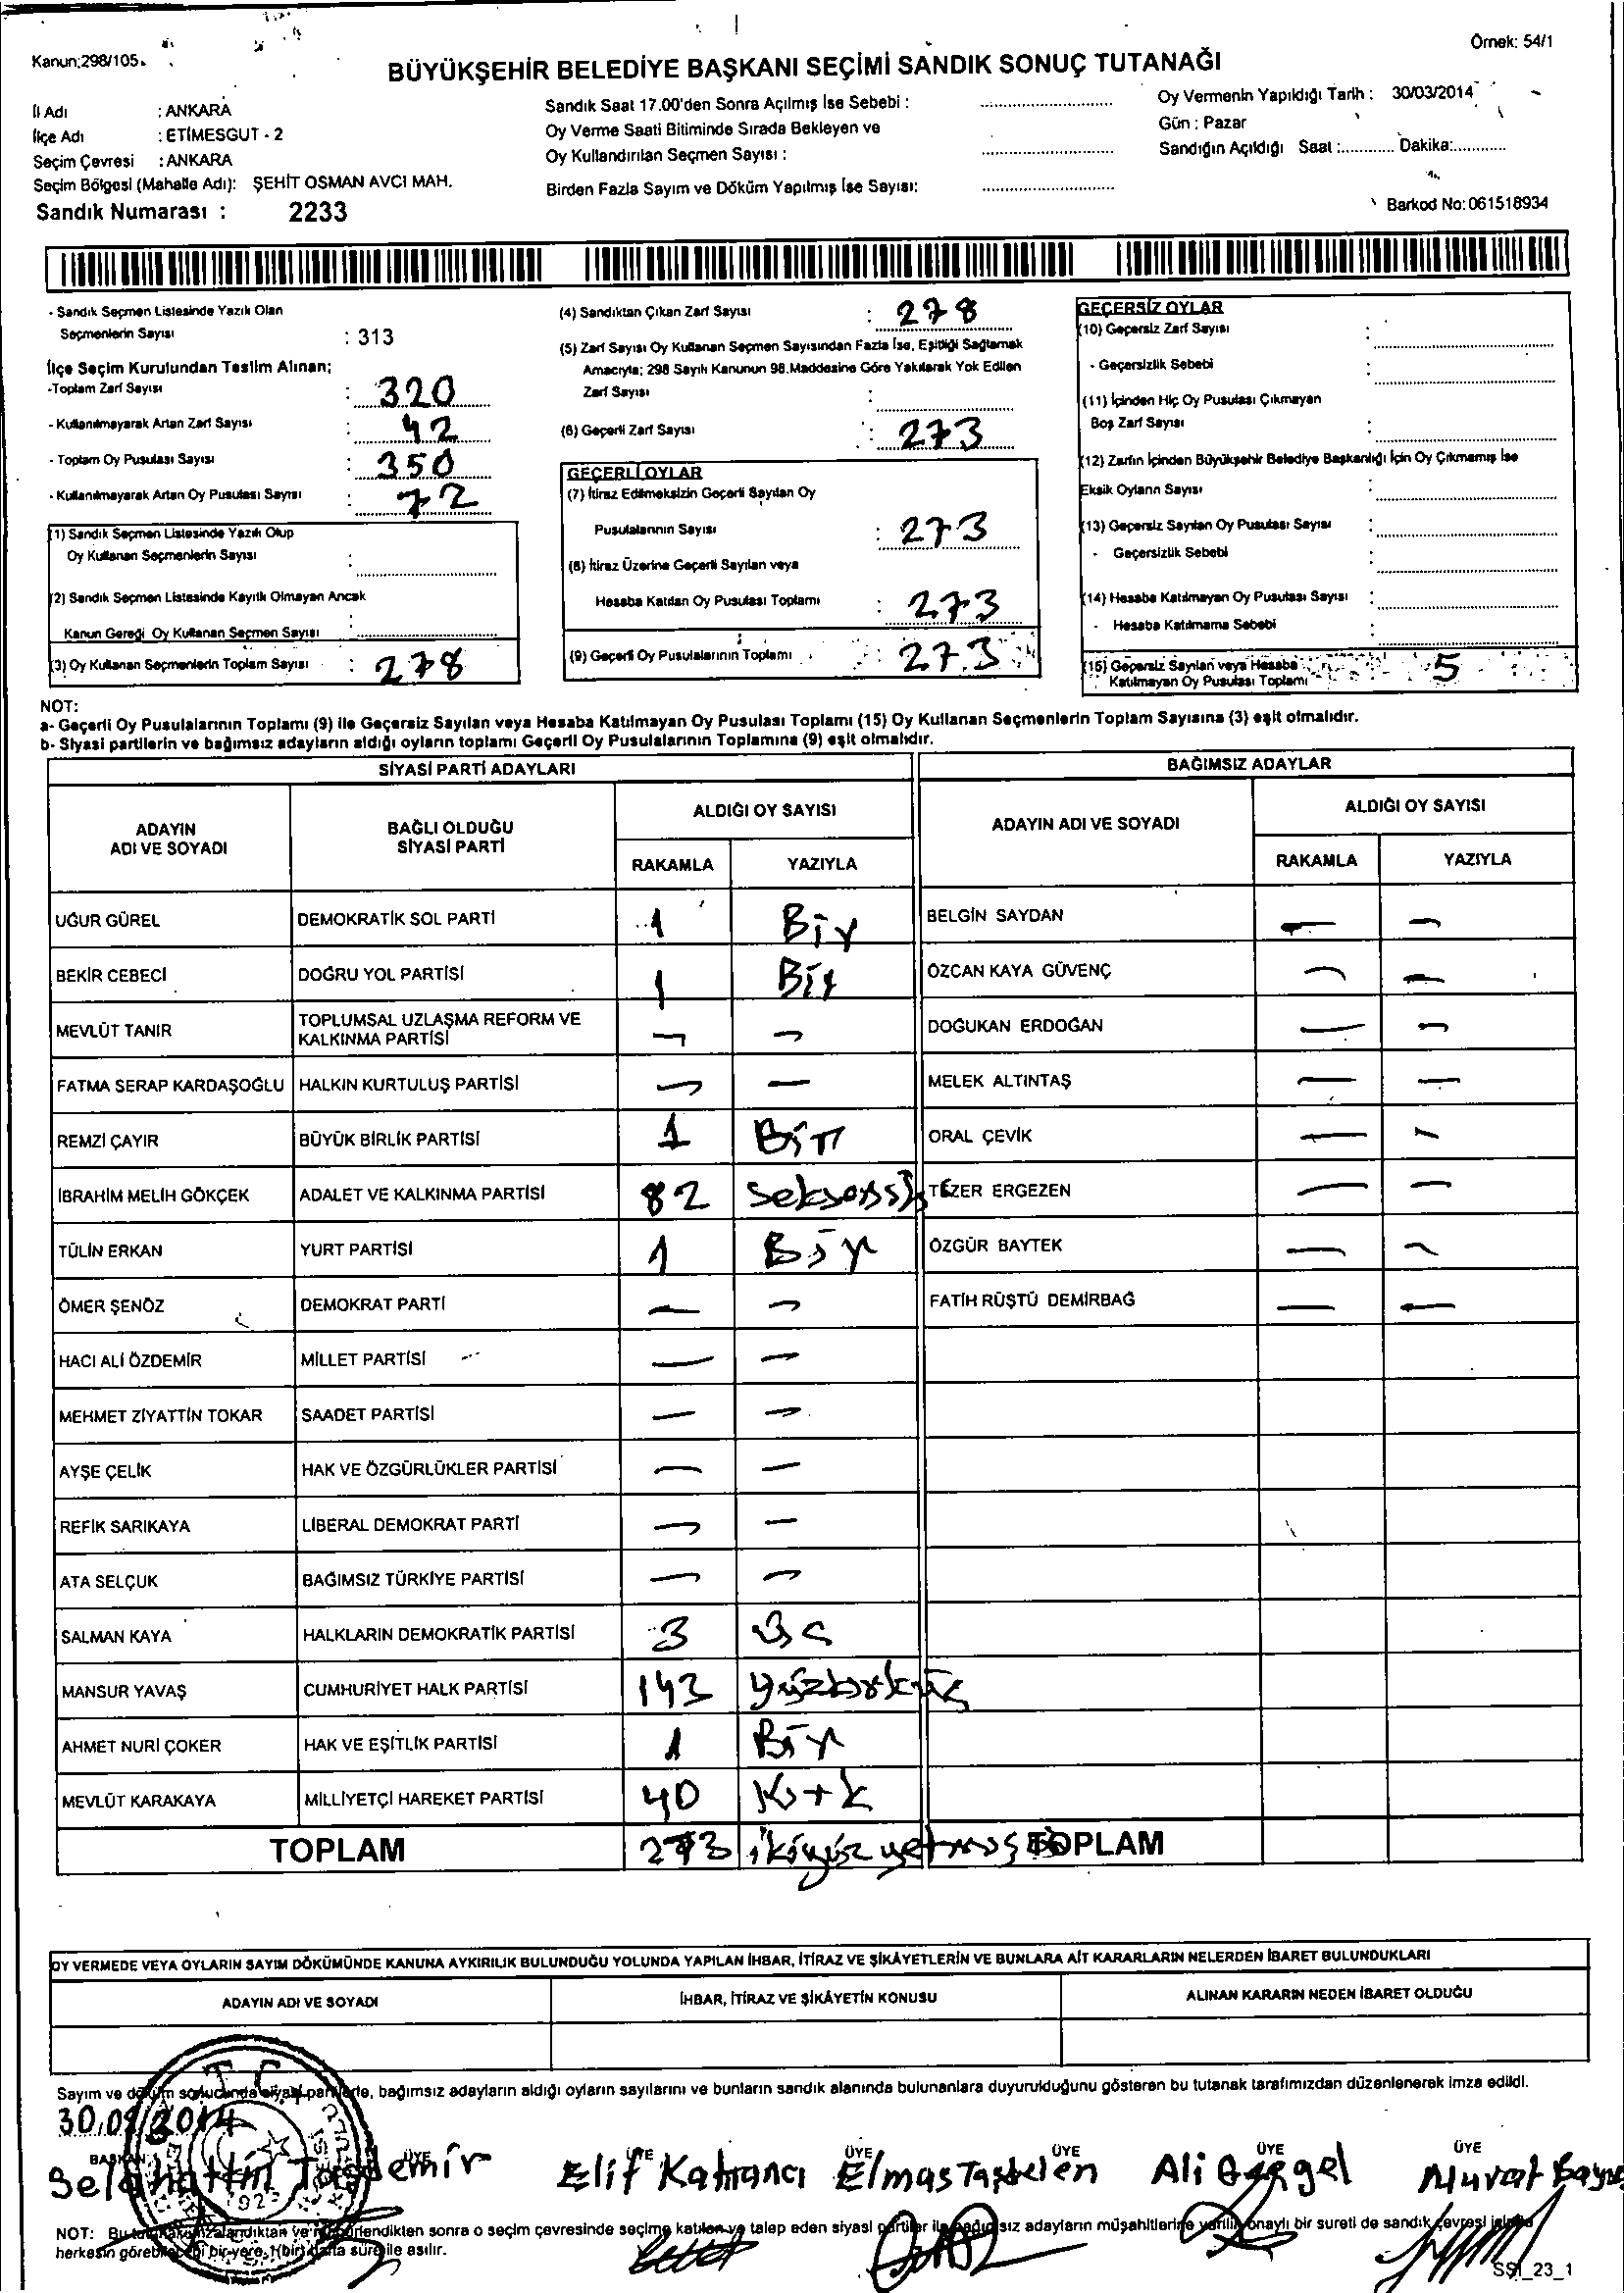 Örnek: 54/1
Kanun;298/105.
BÜYÜKŞEHİR BELEDİYE BAŞKANI SEÇİMİ SANDIK SONUÇ TUTANAĞI
İl Adı : ANKARA
İlçe Adı : ETİMESGUT - 2
Seçim Çevresi : ANKARA
Seçim Bölgesi (Mahalle Adı): ŞEHİT OSMAN AVCI MAH.
Sandık Numarası : 2233
Sandık Saat 17.00'den Sonra Açılmış İse Sebebi :
Oy Verme Saati Bitiminde Sırada Bekleyen ve
Oy Kullandırılan Seçmen Sayısı :
Birden Fazla Sayım ve Döküm Yapılmış İse Sayısı:
Oy Vermenin Yapıldığı Tarih : 30/03/2014
Gün : Pazar
Sandığın Açıldığı Saat :............ Dakika:............
Barkod No: 061518934
- Sandık Seçmen Listesinde Yazılı Olan
Seçmenlerin Sayısı : 313
İlçe Seçim Kurulundan Teslim Alınan;
-Toplam Zarf Sayısı : 320
- Kullanılmayarak Artan Zarf Sayısı : 42
- Toplam Oy Pusulası Sayısı : 350
- Kullanılmayarak Artan Oy Pusulası Sayısı : 72
(1) Sandık Seçmen Listesinde Yazılı Olup
Oy Kullanan Seçmenlerin Sayısı :
(2) Sandık Seçmen Listesinde Kayıtlı Olmayan Ancak
Kanun Gereği Oy Kullanan Seçmen Sayısı :
(3) Oy Kullanan Seçmenlerin Toplam Sayısı : 278
(4) Sandıktan Çıkan Zarf Sayısı : 278
(5) Zarf Sayısı Oy Kullanan Seçmen Sayısından Fazla İse, Eşitliği Sağlamak
Amacıyla; 298 Sayılı Kanunun 98.Maddesine Göre Yakılarak Yok Edilen
Zarf Sayısı :
(6) Geçerli Zarf Sayısı : 273
GEÇERLİ OYLAR
(7) İtiraz Edilmeksizin Geçerli Sayılan Oy
Pusulalarının Sayısı : 273
(8) İtiraz Üzerine Geçerli Sayılan veya
Hesaba Katılan Oy Pusulası Toplamı : 273
(9) Geçerli Oy Pusulalarının Toplamı : 273
GEÇERSİZ OYLAR
(10) Geçersiz Zarf Sayısı :
- Geçersizlik Sebebi :
(11) İçinden Hiç Oy Pusulası Çıkmayan
Boş Zarf Sayısı :
(12) Zarfın İçinden Büyükşehir Belediye Başkanlığı İçin Oy Çıkmamış İse
Eksik Oyların Sayısı :
(13) Geçersiz Sayılan Oy Pusulası Sayısı :
- Geçersizlik Sebebi :
(14) Hesaba Katılmayan Oy Pusulası Sayısı :
- Hesaba Katılmama Sebebi :
(15) Geçersiz Sayılan veya Hesaba
Katılmayan Oy Pusulası Toplamı : 5
NOT:
a- Geçerli Oy Pusulalarının Toplamı (9) ile Geçersiz Sayılan veya Hesaba Katılmayan Oy Pusulası Toplamı (15) Oy Kullanan Seçmenlerin Toplam Sayısına (3) eşit olmalıdır.
b- Siyasi partilerin ve bağımsız adayların aldığı oyların toplamı Geçerli Oy Pusulalarının Toplamına (9) eşit olmalıdır.
SİYASİ PARTİ ADAYLARI BAĞIMSIZ ADAYLAR
ADAYIN ADI VE SOYADI BAĞLI OLDUĞU SİYASİ PARTİ ALDIĞI OY SAYISI ADAYIN ADI VE SOYADI ALDIĞI OY SAYISI
RAKAMLA YAZIYLA RAKAMLA YAZIYLA
UĞUR GÜREL DEMOKRATİK SOL PARTİ 1 Bir BELGİN SAYDAN — —
BEKİR CEBECİ DOĞRU YOL PARTİSİ 1 Bir ÖZCAN KAYA GÜVENÇ — —
MEVLÜT TANIR TOPLUMSAL UZLAŞMA REFORM VE KALKINMA PARTİSİ — — DOĞUKAN ERDOĞAN — —
FATMA SERAP KARDAŞOĞLU HALKIN KURTULUŞ PARTİSİ — — MELEK ALTINTAŞ — —
REMZİ ÇAYIR BÜYÜK BİRLİK PARTİSİ 1 Bir ORAL ÇEVİK — —
İBRAHİM MELİH GÖKÇEK ADALET VE KALKINMA PARTİSİ 82 TEZER ERGEZEN — —
TÜLİN ERKAN YURT PARTİSİ 1 Bir ÖZGÜR BAYTEK — —
ÖMER ŞENÖZ DEMOKRAT PARTİ — — FATİH RÜŞTÜ DEMİRBAĞ — —
HACI ALİ ÖZDEMİR MİLLET PARTİSİ — —
MEHMET ZİYATTİN TOKAR SAADET PARTİSİ — —
AYŞE ÇELİK HAK VE ÖZGÜRLÜKLER PARTİSİ — —
REFİK SARIKAYA LİBERAL DEMOKRAT PARTİ — —
ATA SELÇUK BAĞIMSIZ TÜRKİYE PARTİSİ — —
SALMAN KAYA HALKLARIN DEMOKRATİK PARTİSİ 3 üç
MANSUR YAVAŞ CUMHURİYET HALK PARTİSİ 143 yüzkırküç
AHMET NURİ ÇOKER HAK VE EŞİTLİK PARTİSİ 1 Bir
MEVLÜT KARAKAYA MİLLİYETÇİ HAREKET PARTİSİ 40 Kırk
TOPLAM 273 ikiyüz yetmiş TOPLAM
OY VERMEDE VEYA OYLARIN SAYIM DÖKÜMÜNDE KANUNA AYKIRILIK BULUNDUĞU YOLUNDA YAPILAN İHBAR, İTİRAZ VE ŞİKÂYETLERİN VE BUNLARA AİT KARARLARIN NELERDEN İBARET BULUNDUKLARI
ADAYIN ADI VE SOYADI İHBAR, İTİRAZ VE ŞİKÂYETİN KONUSU ALINAN KARARIN NEDEN İBARET OLDUĞU
Sayım ve döküm sonucunda siyasi partilerle, bağımsız adayların aldığı oyların sayılarını ve bunların sandık alanında bulunanlara duyurulduğunu gösteren bu tutanak tarafımızdan düzenlenerek imza edildi.
30.03.2014
BAŞKAN ÜYE ÜYE ÜYE ÜYE ÜYE ÜYE
Selahattin Taşdemir Elif Katrancı Elmas Taşdelen Ali Murat
NOT: Bu tutanak imzalandıktan ve mühürlendikten sonra o seçim çevresinde seçime katılan ve talep eden siyasi partiler ile bağımsız adayların müşahitlerine verilir, onaylı bir sureti de sandık çevresi içinde
herkesin görebileceği bir yere 1(bir) hafta süre ile asılır.
SSI_23_1